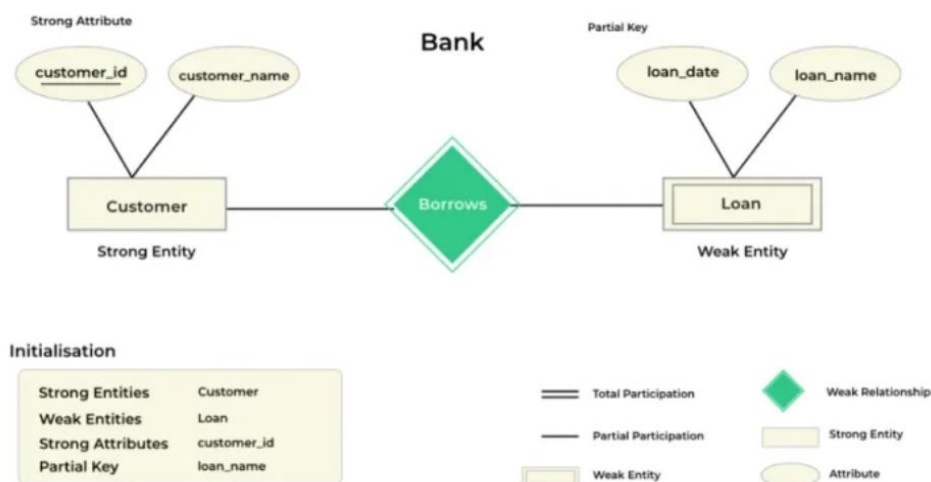 Strong Attribute
Bank
Partial Key
customer_id
customer_name
loan_date
loan_name
Customer
Borrows
Loan
Strong Entity
Weak Entity
Initialisation
Strong Entities Customer
Weak Entities Loan
Strong Attributes customer_id
Partial Key loan_name
Total Participation
Weak Relationship
Partial Participation
Strong Entity
Weak Entity
Attribute